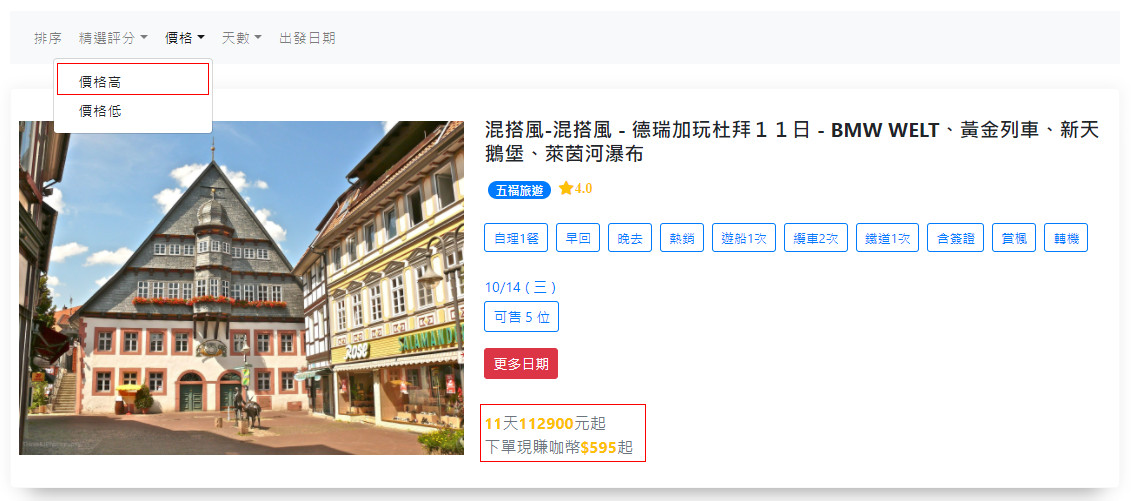 排序 精選評分 價格 天數 出發日期
價格高
價格低
混搭風-混搭風 - 德瑞加玩杜拜１１日 - BMW WELT、黃金列車、新天
鵝堡、萊茵河瀑布
五福旅遊 4.0
自理1餐 早回 晚去 熱銷 遊船1次 纜車2次 鐵道1次 含簽證 賞楓 轉機
10/14 ( 三 )
可售 5 位
更多日期
Rose
SALAMAND
11天112900元起
下單現賺咖幣$595起